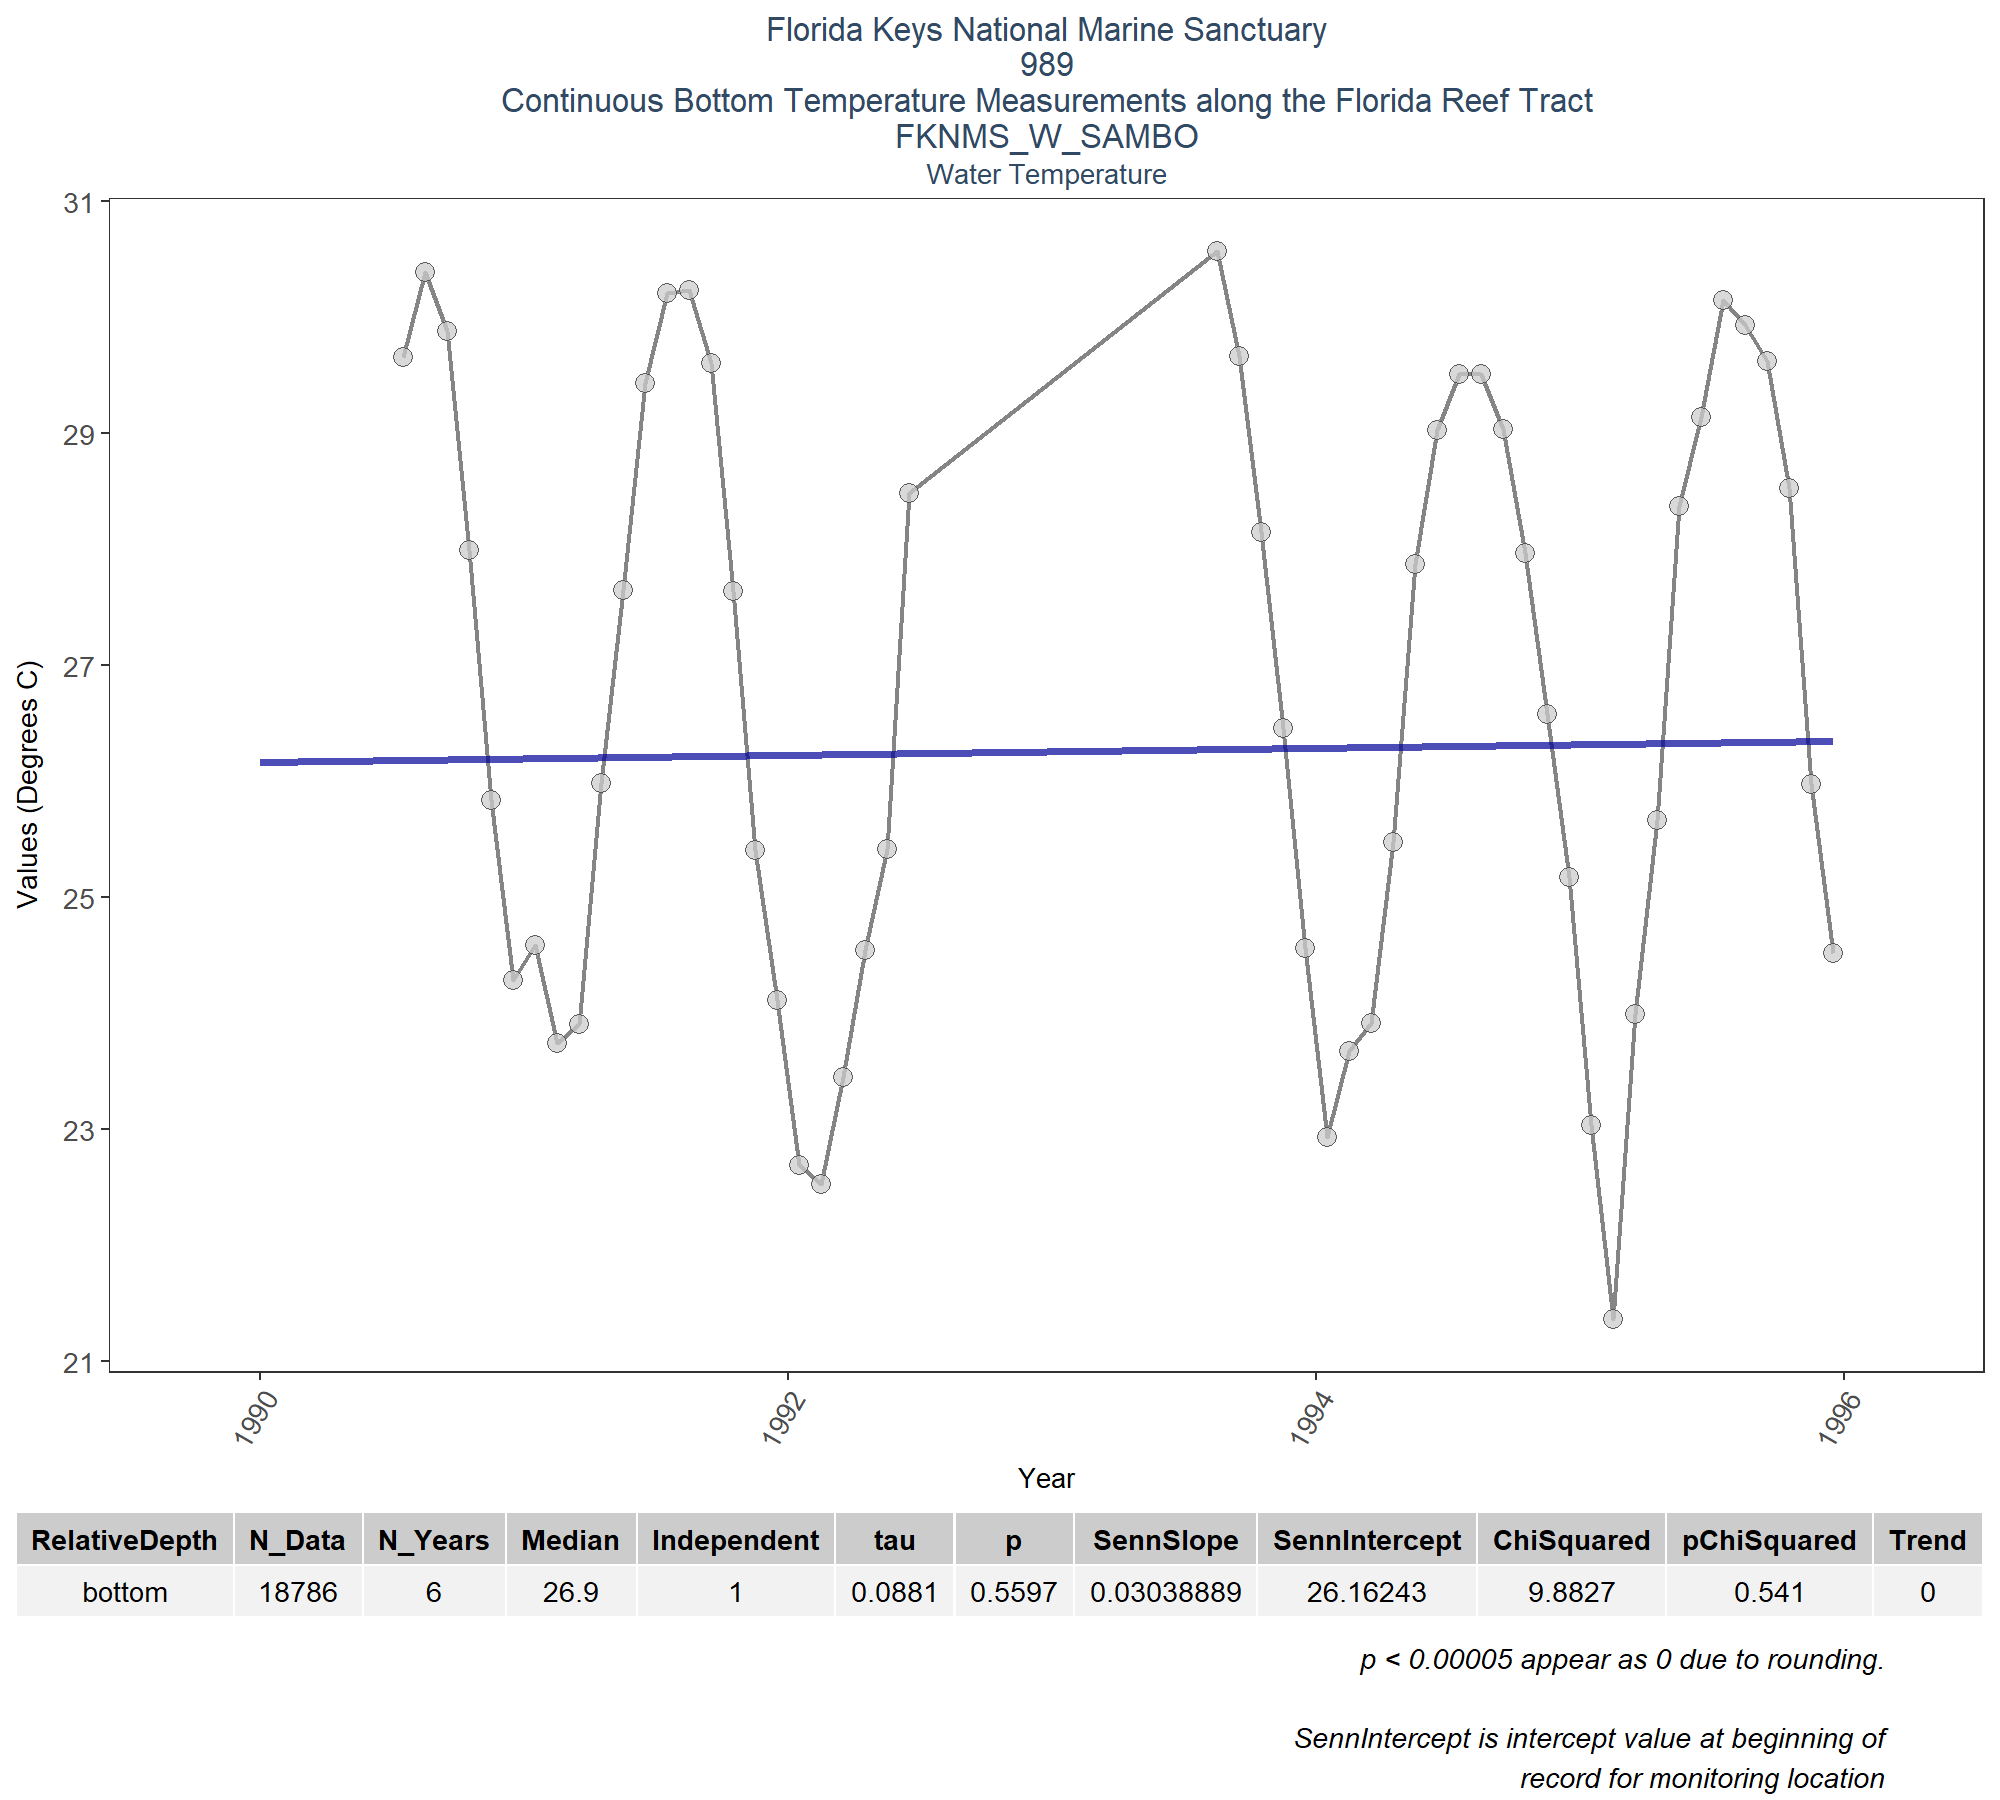 Florida Keys National Marine Sanctuary
989
Continuous Bottom Temperature Measurements along the Florida Reef Tract
FKNMS_W_SAMBO
Water Temperature
31
29
27
25
23
21
Values (Degrees C)
1990 1992 1994 1996
Year
RelativeDepth N_Data N_Years Median Independent tau p SennSlope SennIntercept ChiSquared pChiSquared Trend
bottom 18786 6 26.9 1 0.0881 0.5597 0.03038889 26.16243 9.8827 0.541 0
p < 0.00005 appear as 0 due to rounding.
SennIntercept is intercept value at beginning of
record for monitoring location